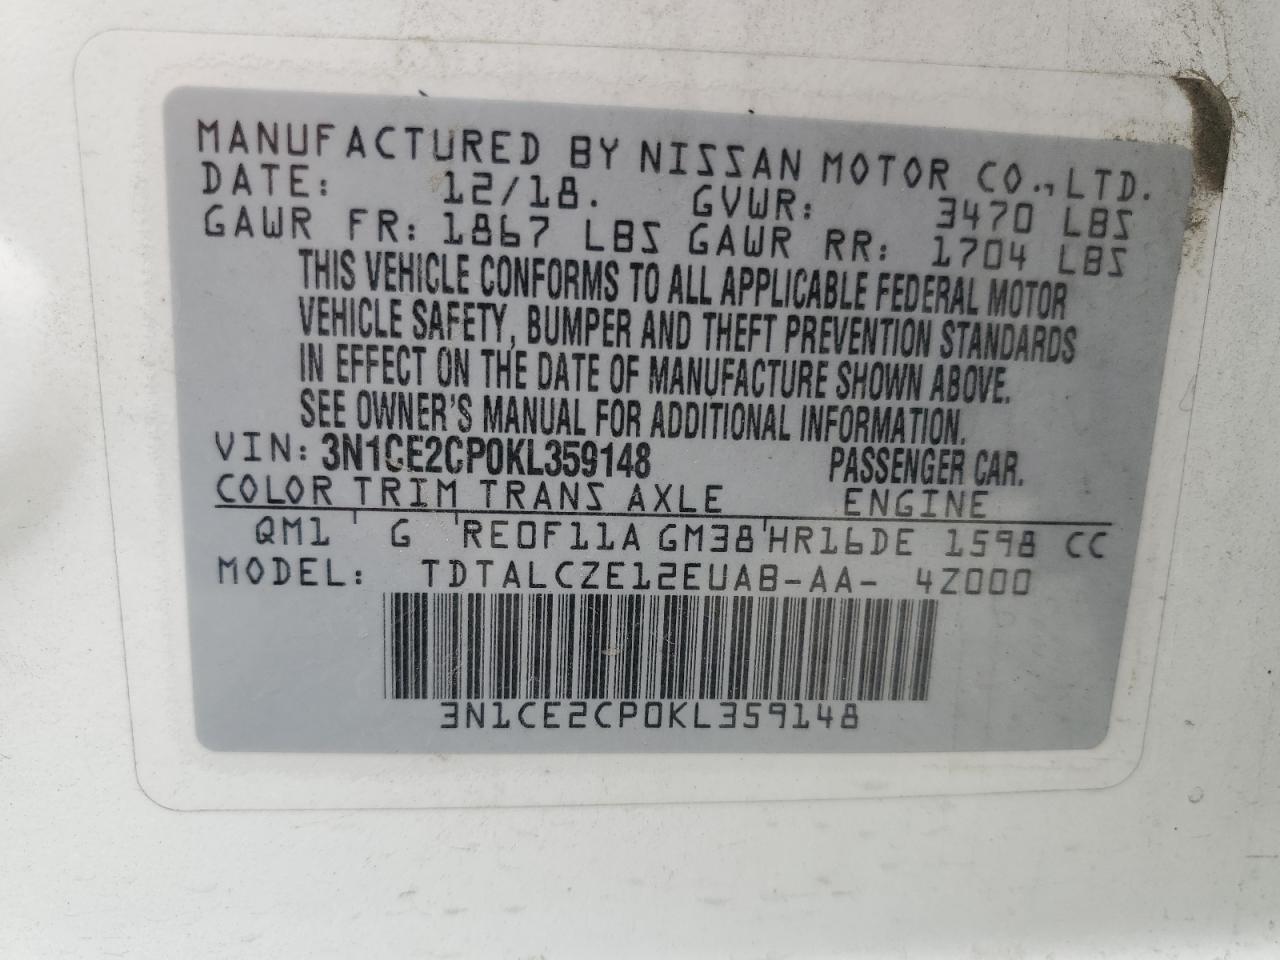 MANUFACTURED BY NISSAN MOTOR CO., LTD.
DATE: 12/18. GVWR: 3470 LBS
GAWR FR: 1867 LBS GAWR RR: 1704 LBS
THIS VEHICLE CONFORMS TO ALL APPLICABLE FEDERAL MOTOR
VEHICLE SAFETY, BUMPER AND THEFT PREVENTION STANDARDS
IN EFFECT ON THE DATE OF MANUFACTURE SHOWN ABOVE.
SEE OWNER'S MANUAL FOR ADDITIONAL INFORMATION.
VIN: 3N1CE2CP0KL359148 PASSENGER CAR.
COLOR TRIM TRANS AXLE ENGINE
QM1 G RE0F11A GM38 HR16DE 1598 CC
MODEL: TDTALCZE12EUAB-AA- 4Z000
3N1CE2CP0KL359148